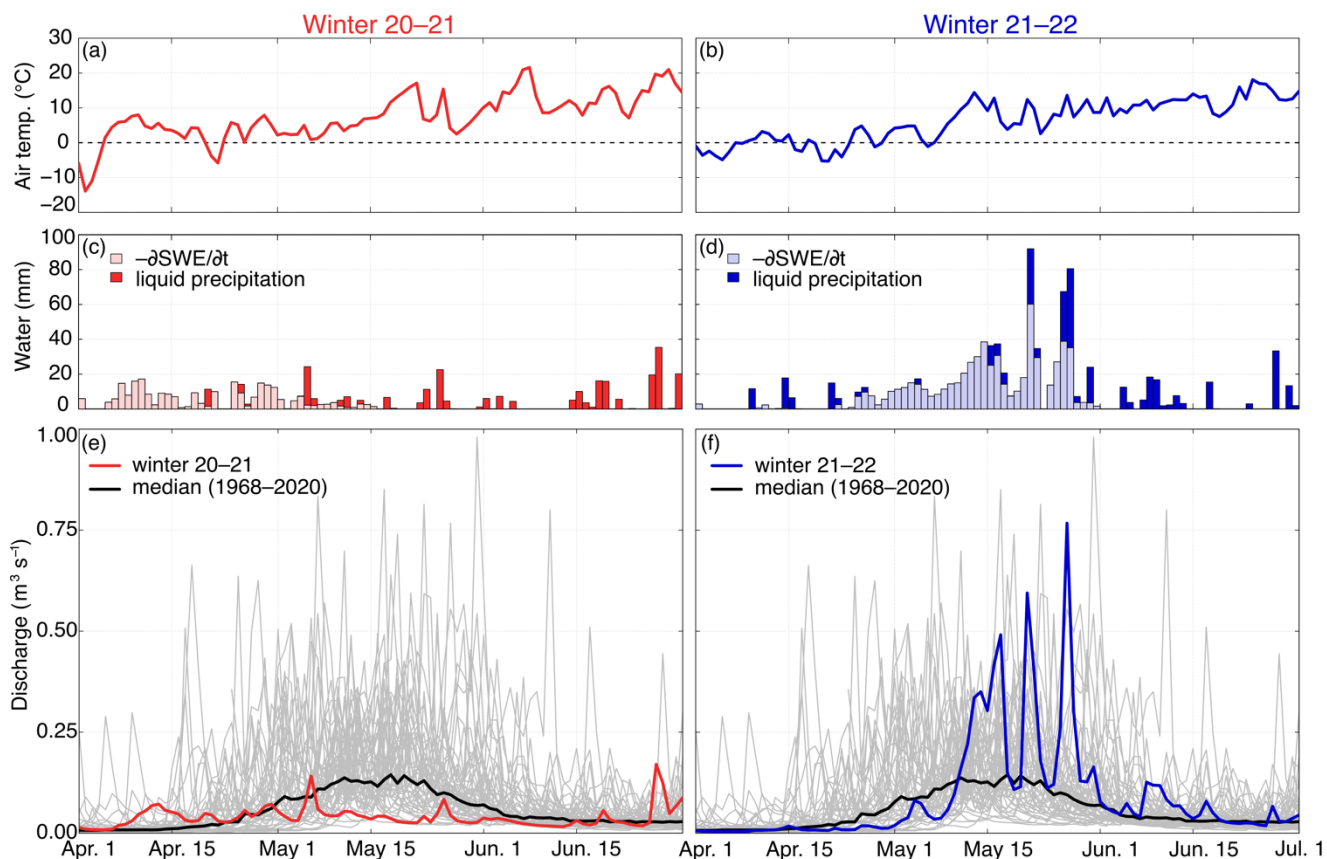 Winter 20–21
Winter 21–22
(a)
(b)
Air temp. (°C)
30
20
10
0
−10
−20
(c)
(d)
Water (mm)
100
80
60
40
20
0
–∂SWE/∂t
liquid precipitation
–∂SWE/∂t
liquid precipitation
(e)
(f)
Discharge (m³ s⁻¹)
1.00
0.75
0.50
0.25
0.00
winter 20–21
median (1968–2020)
winter 21–22
median (1968–2020)
Apr. 1 Apr. 15 May 1 May 15 Jun. 1 Jun. 15 Apr. 1 Apr. 15 May 1 May 15 Jun. 1 Jun. 15 Jul. 1